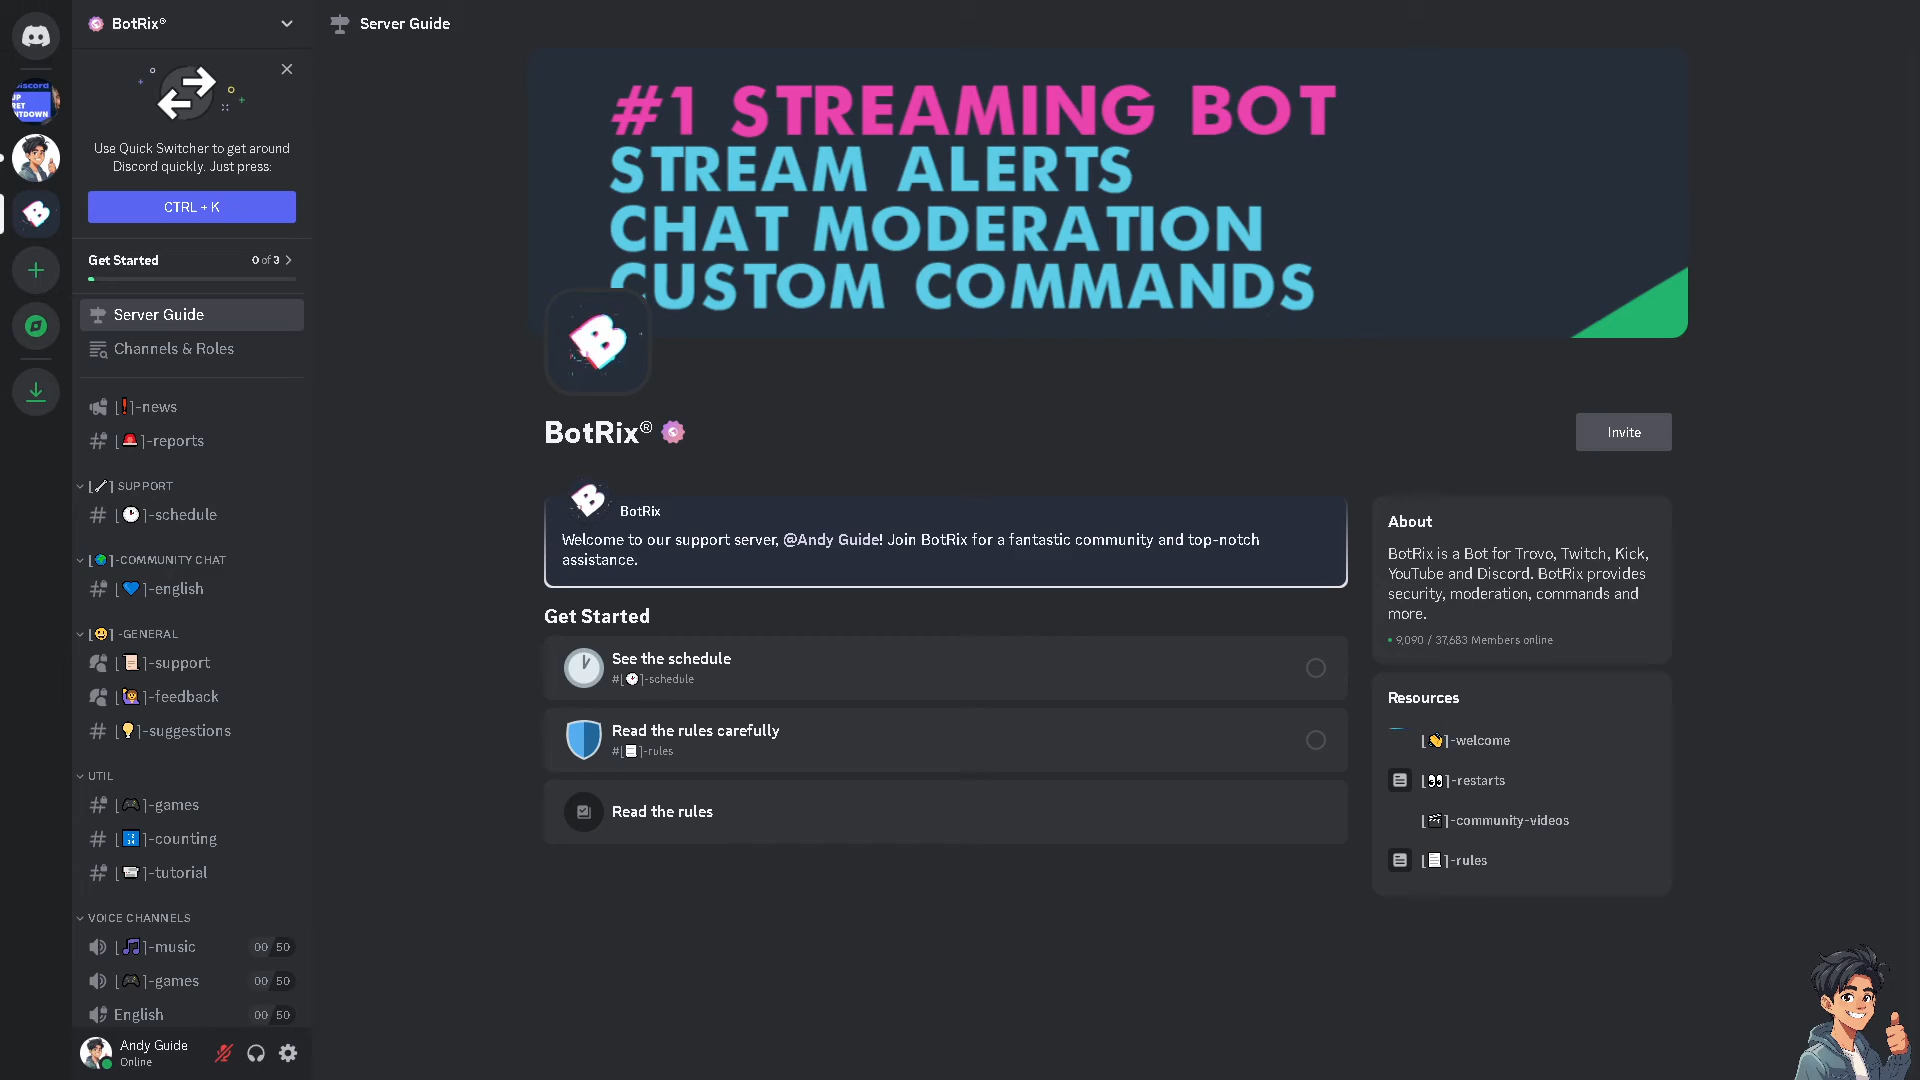 BotRix®
Server Guide
Discord
UP
RET
NTDOWN
Use Quick Switcher to get around
Discord quickly. Just press:
CTRL + K
Get Started
0 of 3
Server Guide
Channels & Roles
[❗]-news
[🚨]-reports
[🔧] SUPPORT
[🕐]-schedule
[🌍]-COMMUNITY CHAT
[💙]-english
[😃] -GENERAL
[📜]-support
[🙋]-feedback
[💡]-suggestions
UTIL
[🎮]-games
[🔢]-counting
[📨]-tutorial
VOICE CHANNELS
[🎵]-music
00 50
[🎮]-games
00 50
English
00 50
Andy Guide
Online
#1 STREAMING BOT
STREAM ALERTS
CHAT MODERATION
CUSTOM COMMANDS
B
BotRix®
Invite
BotRix
Welcome to our support server, @Andy Guide! Join BotRix for a fantastic community and top-notch
assistance.
Get Started
See the schedule
#[🕐]-schedule
Read the rules carefully
#[📃]-rules
Read the rules
About
BotRix is a Bot for Trovo, Twitch, Kick,
YouTube and Discord. BotRix provides
security, moderation, commands and
more.
9,090 / 37,683 Members online
Resources
[👋]-welcome
[👀]-restarts
[🎬]-community-videos
[📃]-rules